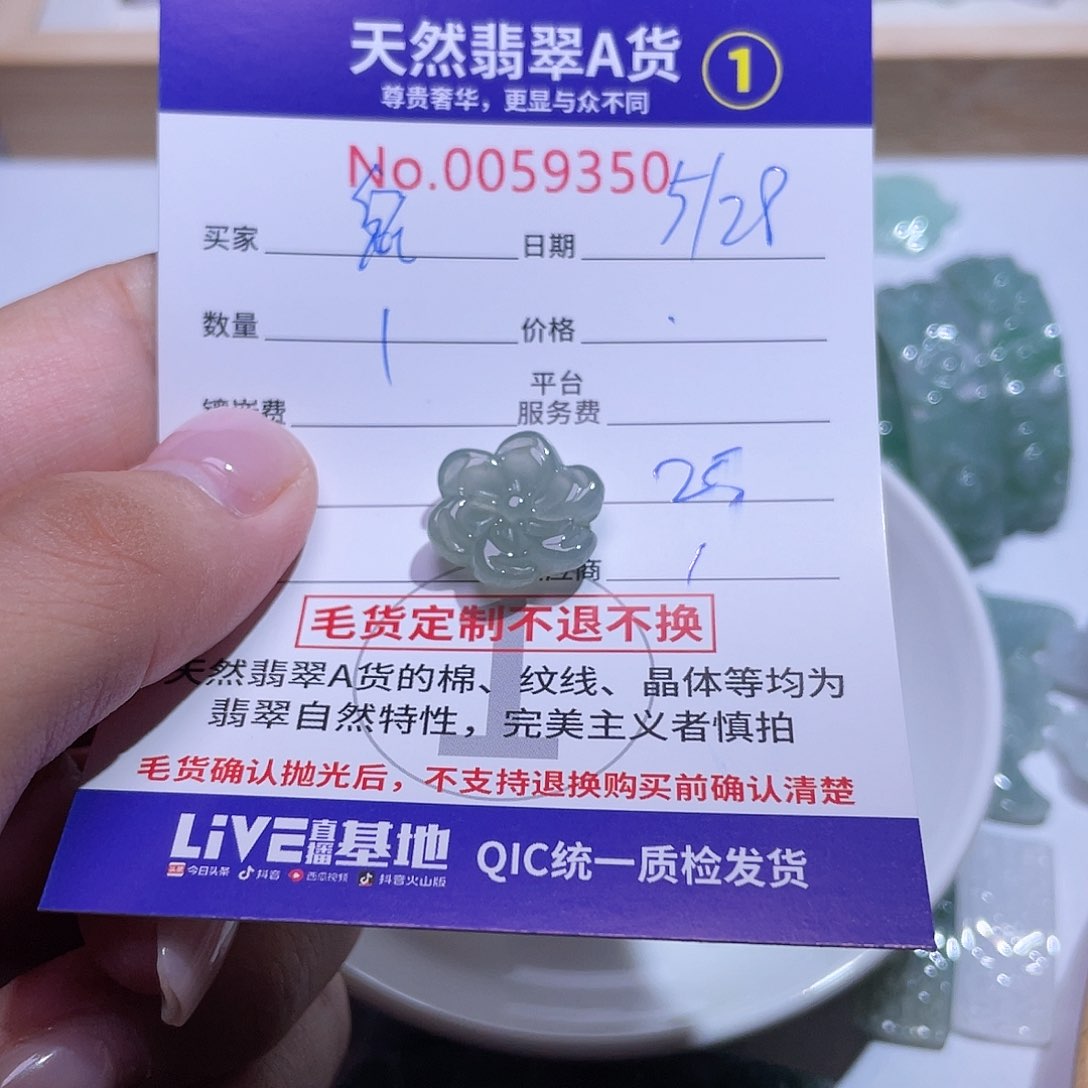 天然翡翠A货 1
尊贵奢华，更显与众不同
No.0059350
买家 日期 5/28
数量 1 价格
平台
镶嵌费 服务费
25
应商 1
毛货定制不退不换
天然翡翠A货的棉、纹线、晶体等均为
翡翠自然特性，完美主义者慎拍
毛货确认抛光后，不支持退换购买前确认清楚
LiVE直播基地 QIC统一质检发货
今日头条 抖音 西瓜视频 抖音火山版